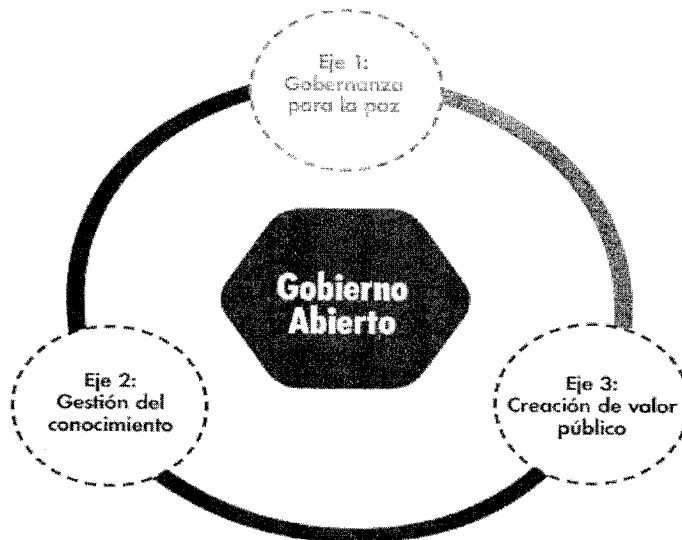 Eje 1:
Gobernanza
para la paz
Gobierno
Abierto
Eje 2:
Gestión del
conocimiento
Eje 3:
Creación de valor
público